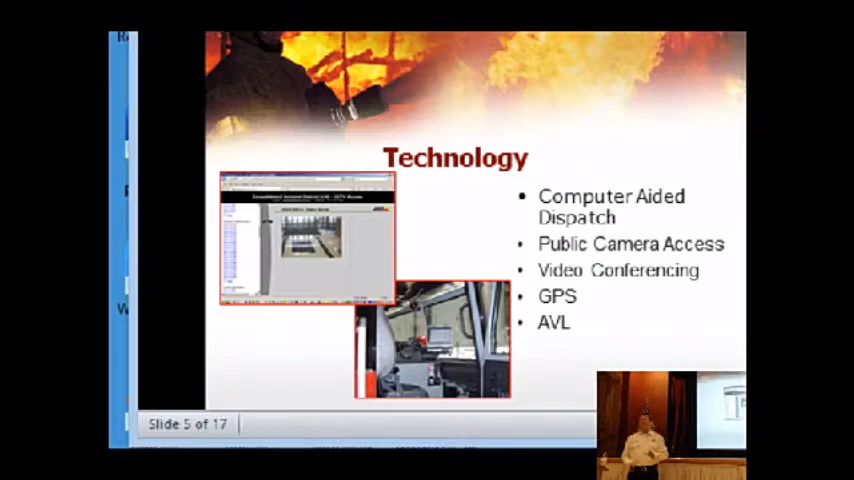 Technology
• Computer Aided
Dispatch
• Public Camera Access
• Video Conferencing
• GPS
• AVL
Slide 5 of 17